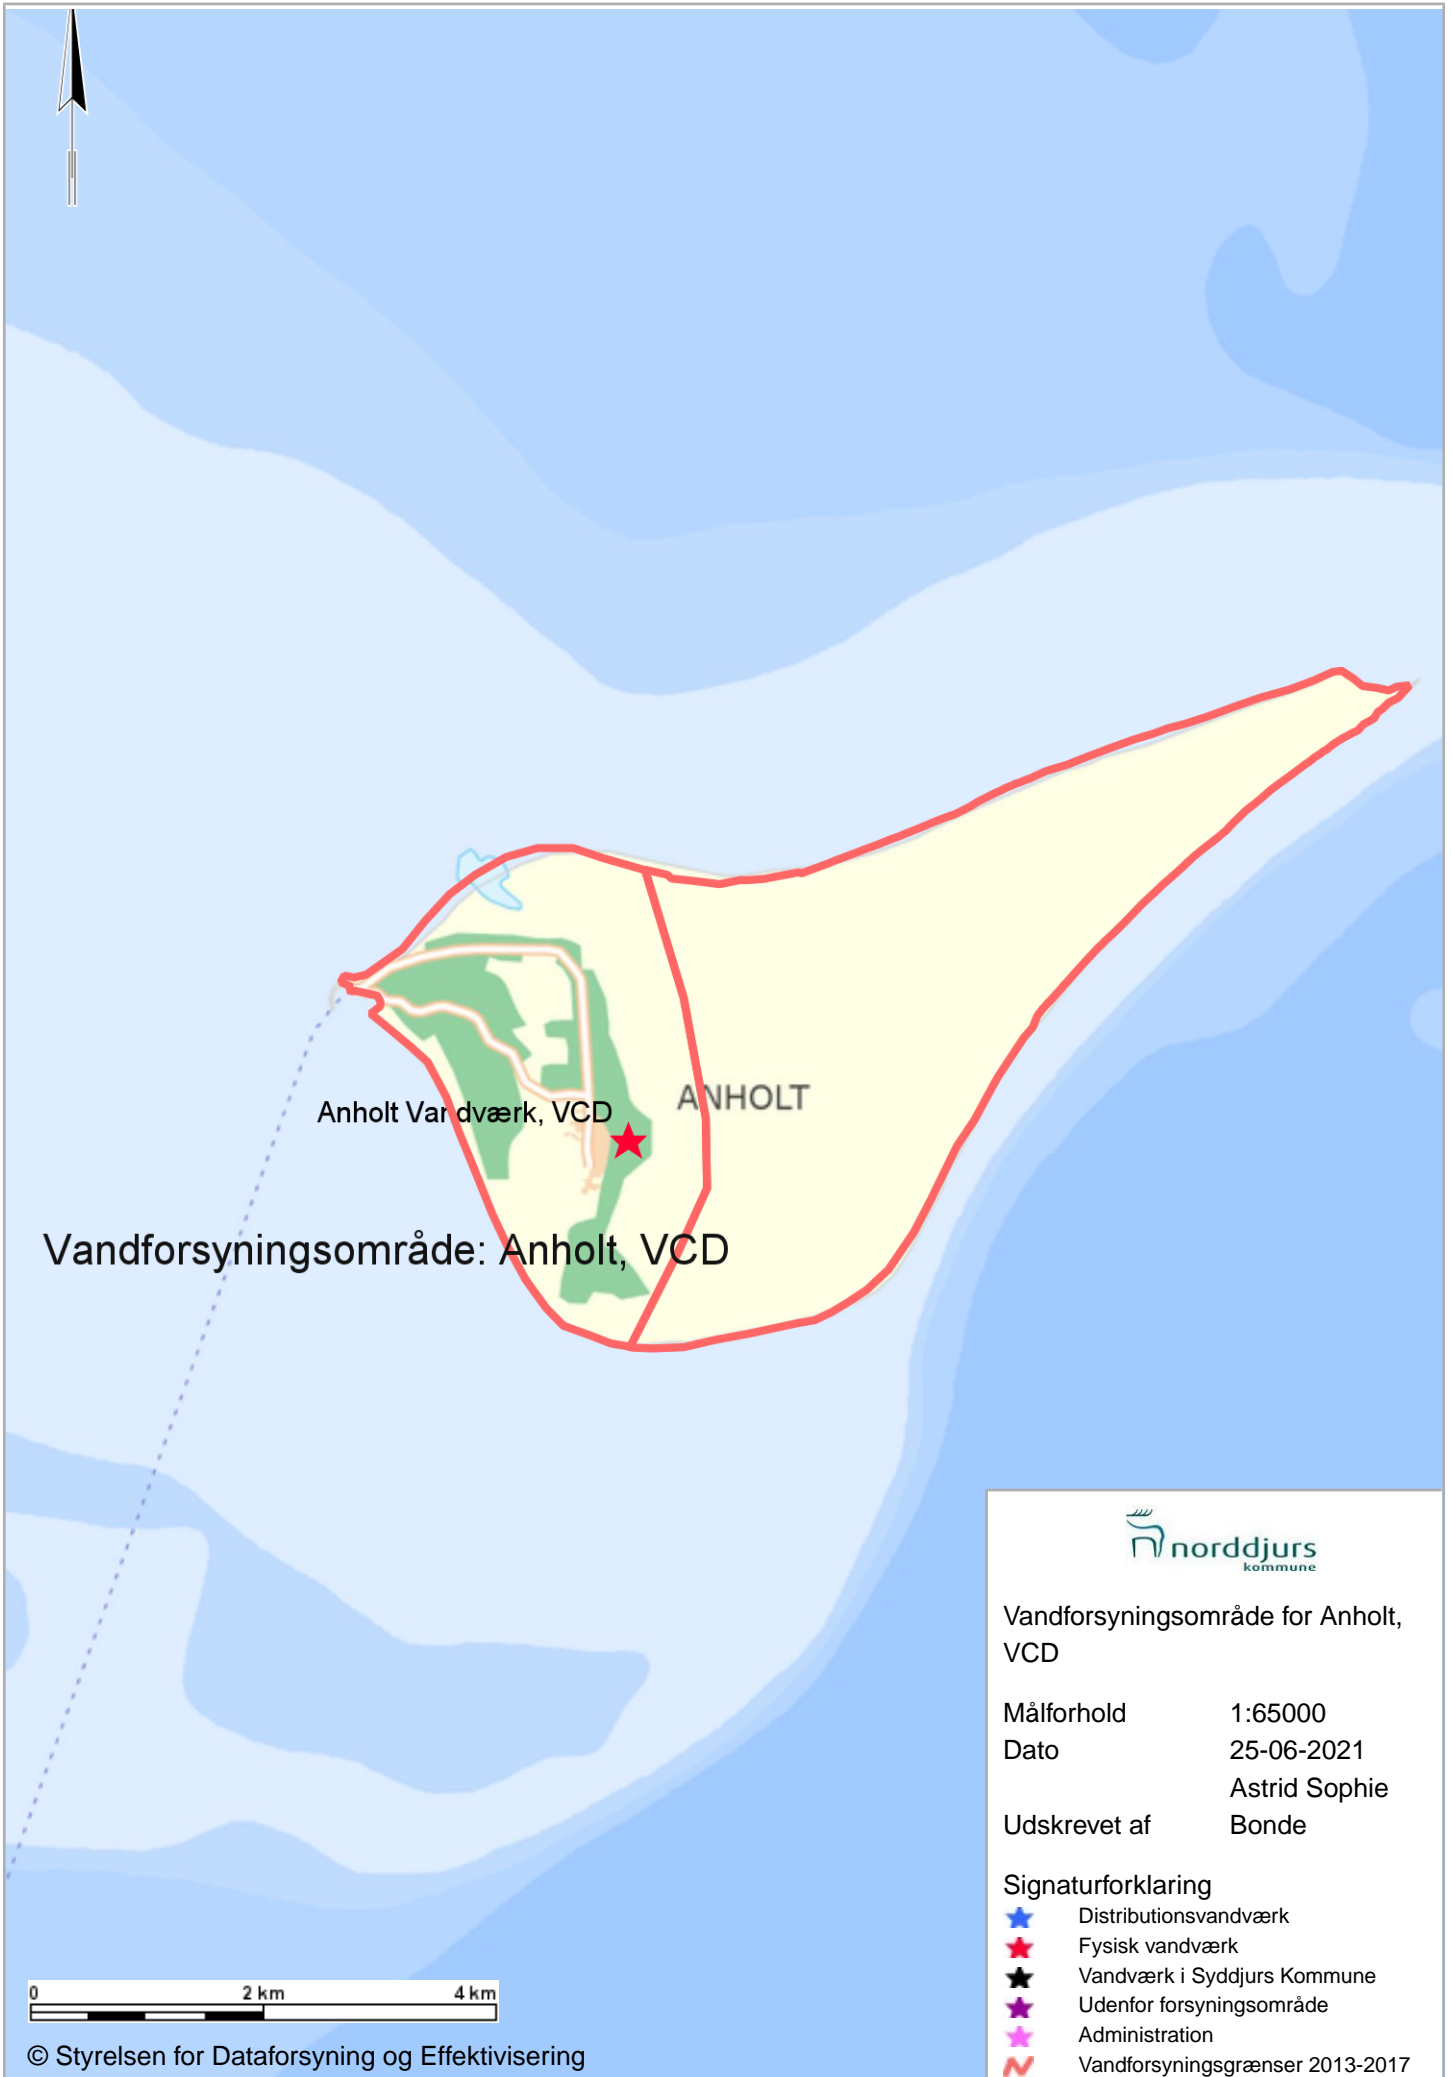 ANHOLT
Anholt Vandværk, VCD
Vandforsyningsområde: Anholt, VCD
norddjurs
kommune
Vandforsyningsområde for Anholt,
VCD
Målforhold 1:65000
Dato 25-06-2021
Astrid Sophie
Udskrevet af Bonde
Signaturforklaring
Distributionsvandværk
Fysisk vandværk
Vandværk i Syddjurs Kommune
Udenfor forsyningsområde
Administration
Vandforsyningsgrænser 2013-2017
0 2 km 4 km
© Styrelsen for Dataforsyning og Effektivisering